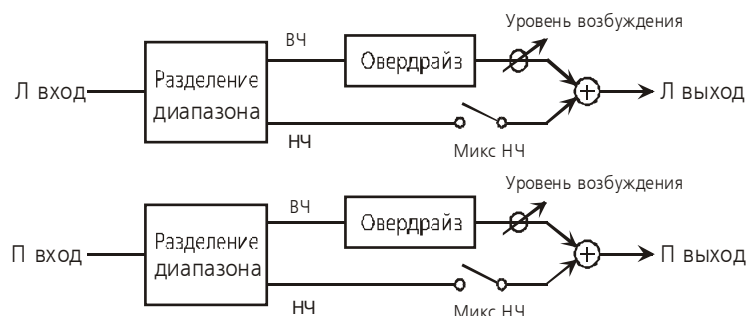 Уровень возбуждения
ВЧ
Овердрайз
Разделение
диапазона
Л вход
Л выход
НЧ
Микс НЧ
Уровень возбуждения
ВЧ
Овердрайз
Разделение
диапазона
П вход
П выход
НЧ
Микс НЧ